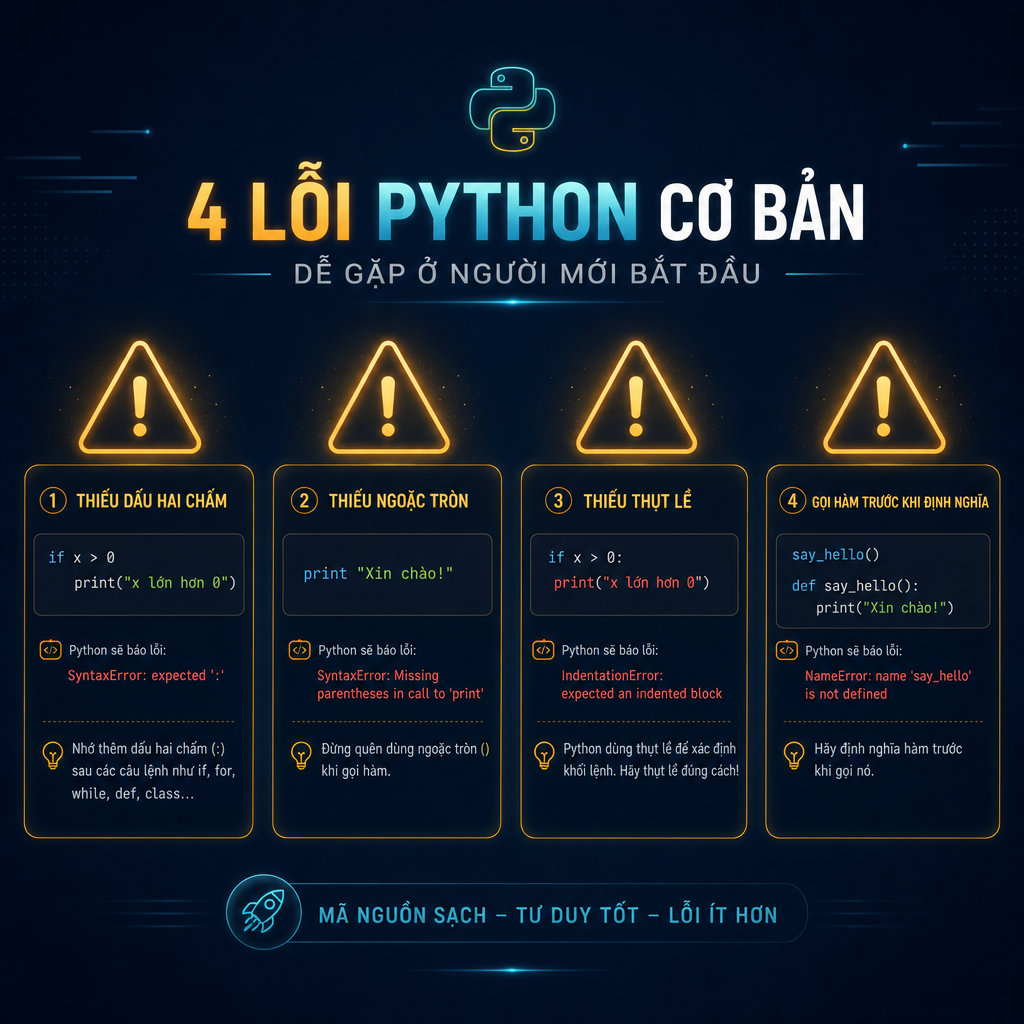 4 LỖI PYTHON CƠ BẢN
DỄ GẶP Ở NGƯỜI MỚI BẮT ĐẦU
1 THIẾU DẤU HAI CHẤM
if x > 0
    print("x lớn hơn 0")
</> Python sẽ báo lỗi:
SyntaxError: expected ':'
Nhớ thêm dấu hai chấm (:)
sau các câu lệnh như if, for,
while, def, class...
2 THIẾU NGOẶC TRÒN
print "Xin chào!"
</> Python sẽ báo lỗi:
SyntaxError: Missing
parentheses in call to 'print'
Đừng quên dùng ngoặc tròn ()
khi gọi hàm.
3 THIẾU THỤT LỀ
if x > 0:
print("x lớn hơn 0")
</> Python sẽ báo lỗi:
IndentationError:
expected an indented block
Python dùng thụt lề để xác định
khối lệnh. Hãy thụt lề đúng cách!
4 GỌI HÀM TRƯỚC KHI ĐỊNH NGHĨA
say_hello()
def say_hello():
    print("Xin chào!")
</> Python sẽ báo lỗi:
NameError: name 'say_hello'
is not defined
Hãy định nghĩa hàm trước
khi gọi nó.
MÃ NGUỒN SẠCH – TƯ DUY TỐT – LỖI ÍT HƠN